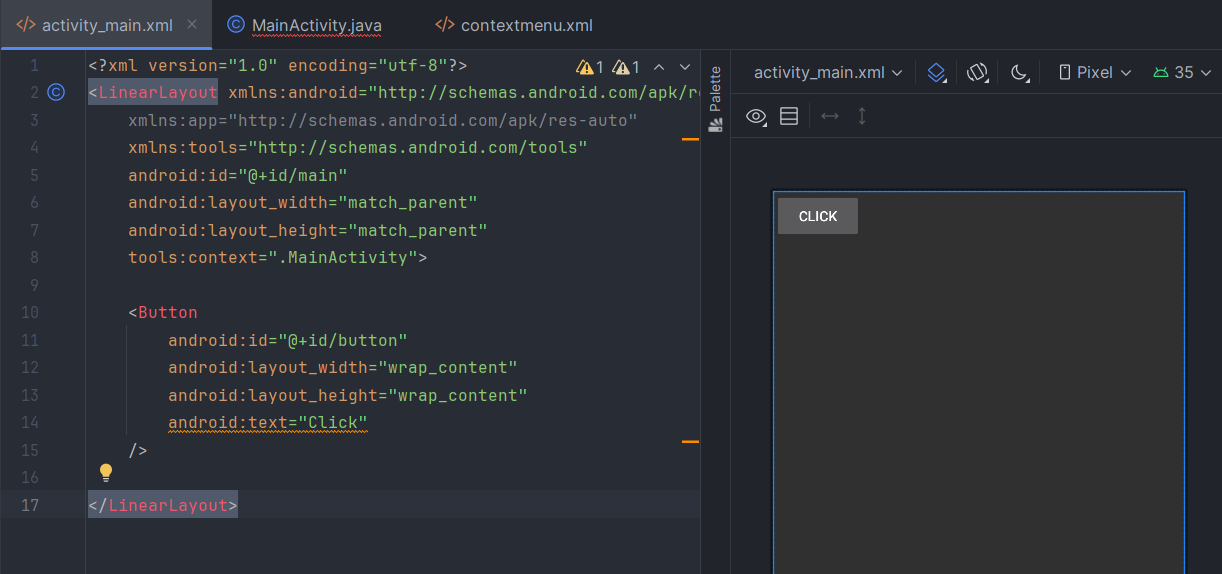 activity_main.xml
MainActivity.java
contextmenu.xml
1 <?xml version="1.0" encoding="utf-8"?>
1 1
2 <LinearLayout xmlns:android="http://schemas.android.com/apk/r
3 xmlns:app="http://schemas.android.com/apk/res-auto"
4 xmlns:tools="http://schemas.android.com/tools"
5 android:id="@+id/main"
6 android:layout_width="match_parent"
7 android:layout_height="match_parent"
8 tools:context=".MainActivity">
9
10 <Button
11 android:id="@+id/button"
12 android:layout_width="wrap_content"
13 android:layout_height="wrap_content"
14 android:text="Click"
15 />
16
17 </LinearLayout>
Palette
activity_main.xml
Pixel
35
CLICK